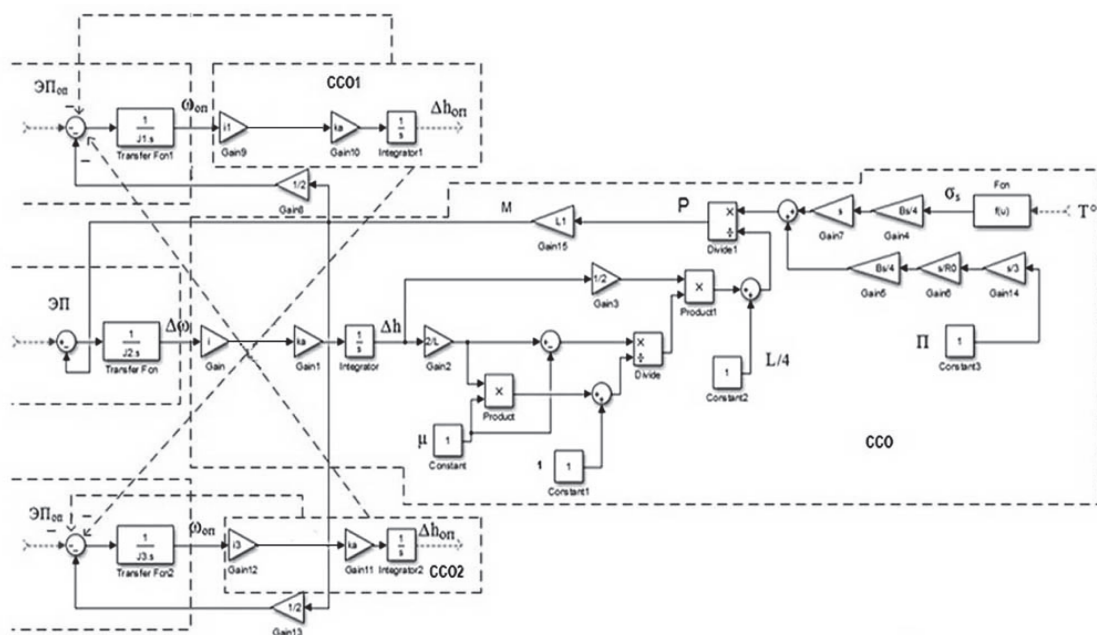 ЭПоп
−
−
−
1
J1.s
Transfer Fcn1
ωоп
ССО1
i1
Gain9
ka
Gain10
1
s
Integrator1
Δhоп
1/2
Gain8
M
L1
Gain15
P
×
÷
Divide1
++
s
Gain7
Bs/4
Gain4
σs
Fcn
f(u)
T°
Bs/4
Gain5
s/R0
Gain6
s/3
Gain14
П
1
Constant3
ЭП
+−
1
J2.s
Transfer Fcn
Δω
i
Gain
ka
Gain1
1
s
Integrator
Δh
2/L
Gain2
1/2
Gain3
×
Product1
++
L/4
1
Constant2
−
×
÷
Divide
×
Product
++
μ
1
Constant
1
1
Constant1
ССО
ЭПоп
−
−
−
1
J3.s
Transfer Fcn2
ωоп
i3
Gain12
ka
Gain11
1
s
Integrator2
Δhоп
ССО2
1/2
Gain13